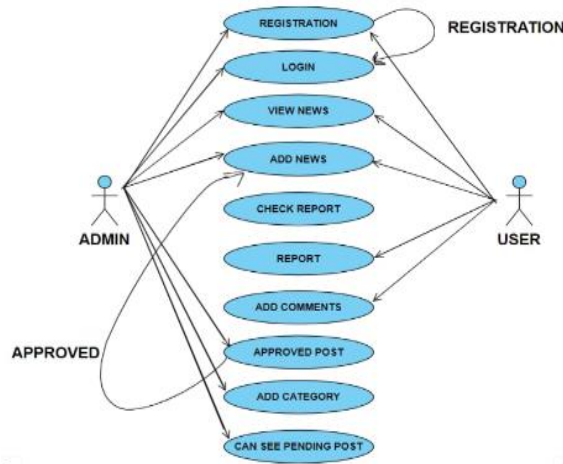 REGISTRATION
REGISTRATION
LOGIN
VIEW NEWS
ADD NEWS
CHECK REPORT
ADMIN
USER
REPORT
ADD COMMENTS
APPROVED
APPROVED POST
ADD CATEGORY
CAN SEE PENDING POST